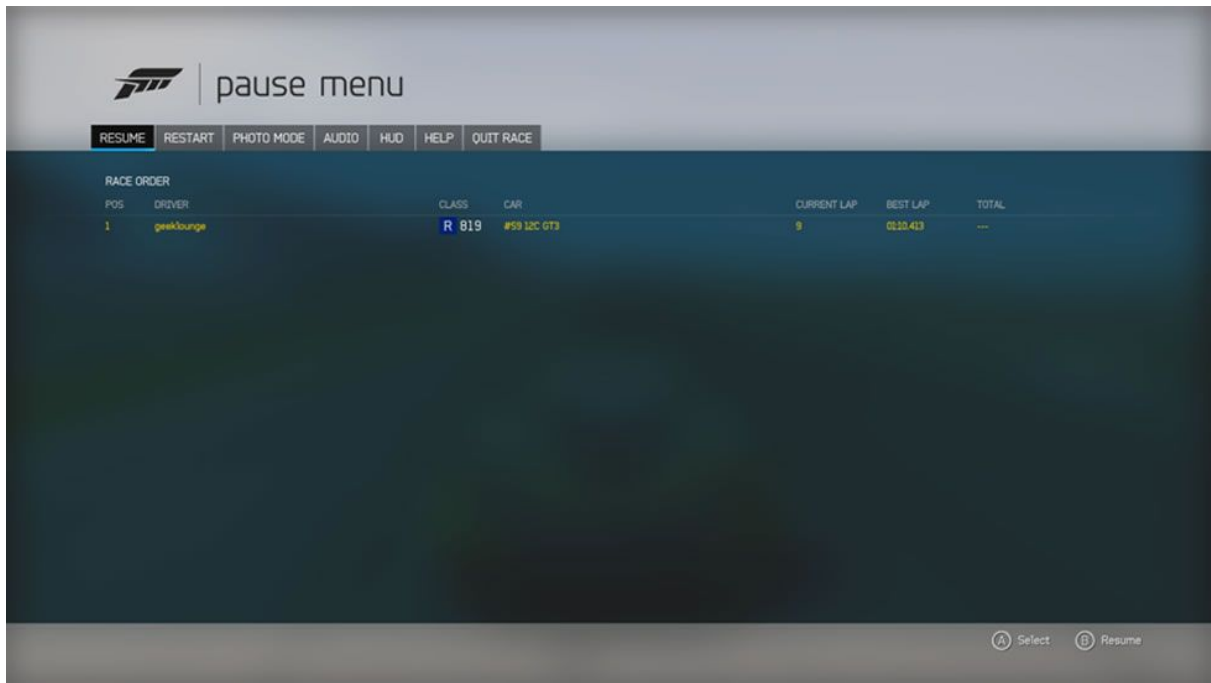 pause menu
RESUME RESTART PHOTO MODE AUDIO HUD HELP QUIT RACE
RACE ORDER
POS DRIVER CLASS CAR CURRENT LAP BEST LAP TOTAL
1 geeklounge R 819 #59 12C GT3 9 01:10.413 ---
A Select B Resume